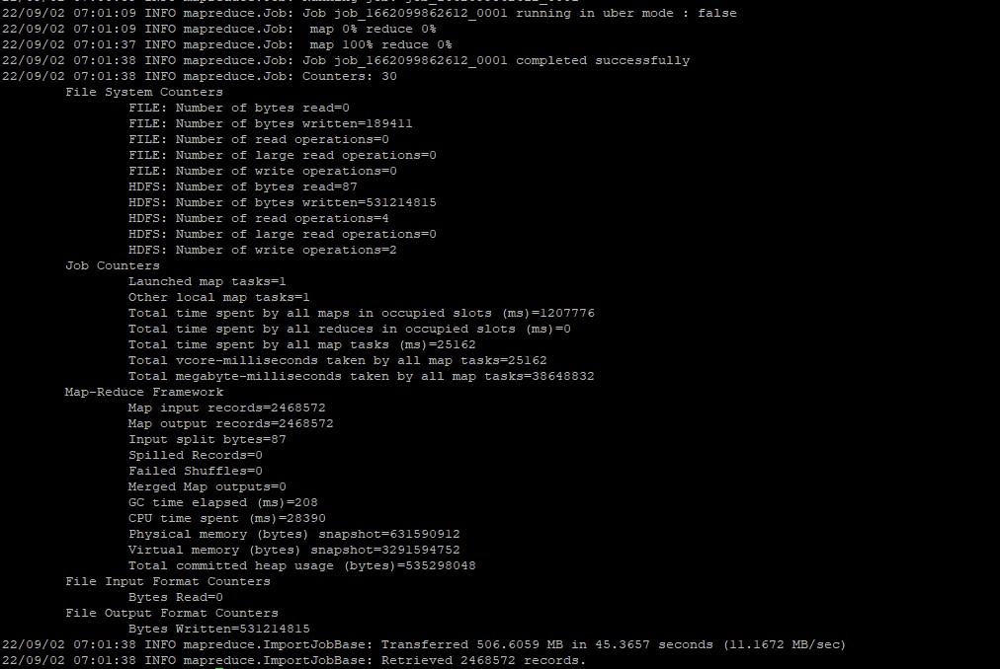 22/09/02 07:01:09 INFO mapreduce.Job: Job job_1662099862612_0001 running in uber mode : false
22/09/02 07:01:09 INFO mapreduce.Job:  map 0% reduce 0%
22/09/02 07:01:37 INFO mapreduce.Job:  map 100% reduce 0%
22/09/02 07:01:38 INFO mapreduce.Job: Job job_1662099862612_0001 completed successfully
22/09/02 07:01:38 INFO mapreduce.Job: Counters: 30
File System Counters
FILE: Number of bytes read=0
FILE: Number of bytes written=189411
FILE: Number of read operations=0
FILE: Number of large read operations=0
FILE: Number of write operations=0
HDFS: Number of bytes read=87
HDFS: Number of bytes written=531214815
HDFS: Number of read operations=4
HDFS: Number of large read operations=0
HDFS: Number of write operations=2
Job Counters
Launched map tasks=1
Other local map tasks=1
Total time spent by all maps in occupied slots (ms)=1207776
Total time spent by all reduces in occupied slots (ms)=0
Total time spent by all map tasks (ms)=25162
Total vcore-milliseconds taken by all map tasks=25162
Total megabyte-milliseconds taken by all map tasks=38648832
Map-Reduce Framework
Map input records=2468572
Map output records=2468572
Input split bytes=87
Spilled Records=0
Failed Shuffles=0
Merged Map outputs=0
GC time elapsed (ms)=208
CPU time spent (ms)=28390
Physical memory (bytes) snapshot=631590912
Virtual memory (bytes) snapshot=3291594752
Total committed heap usage (bytes)=535298048
File Input Format Counters
Bytes Read=0
File Output Format Counters
Bytes Written=531214815
22/09/02 07:01:38 INFO mapreduce.ImportJobBase: Transferred 506.6059 MB in 45.3657 seconds (11.1672 MB/sec)
22/09/02 07:01:38 INFO mapreduce.ImportJobBase: Retrieved 2468572 records.